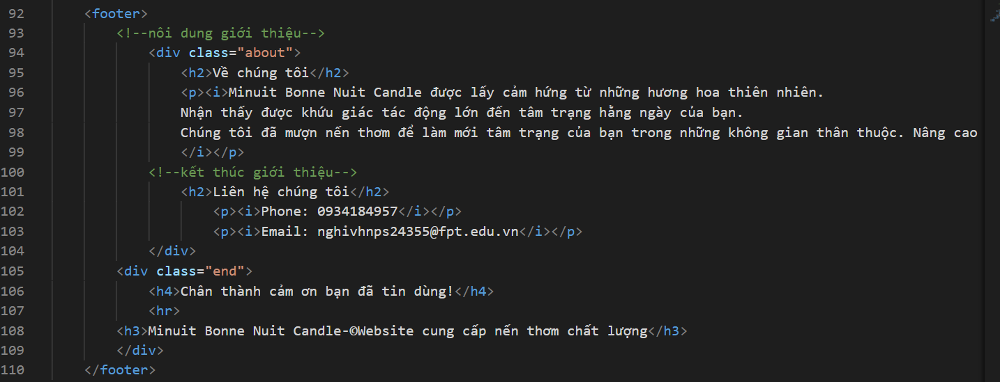 92 <footer>
93 <!--nôi dung giới thiệu-->
94 <div class="about">
95 <h2>Về chúng tôi</h2>
96 <p><i>Minuit Bonne Nuit Candle được lấy cảm hứng từ những hương hoa thiên nhiên.
97 Nhận thấy được khứu giác tác động lớn đến tâm trạng hằng ngày của bạn.
98 Chúng tôi đã mượn nến thơm để làm mới tâm trạng của bạn trong những không gian thân thuộc. Nâng cao
99 </i></p>
100 <!--kết thúc giới thiệu-->
101 <h2>Liên hệ chúng tôi</h2>
102 <p><i>Phone: 0934184957</i></p>
103 <p><i>Email: nghivhnps24355@fpt.edu.vn</i></p>
104 </div>
105 <div class="end">
106 <h4>Chân thành cảm ơn bạn đã tin dùng!</h4>
107 <hr>
108 <h3>Minuit Bonne Nuit Candle-©Website cung cấp nến thơm chất lượng</h3>
109 </div>
110 </footer>